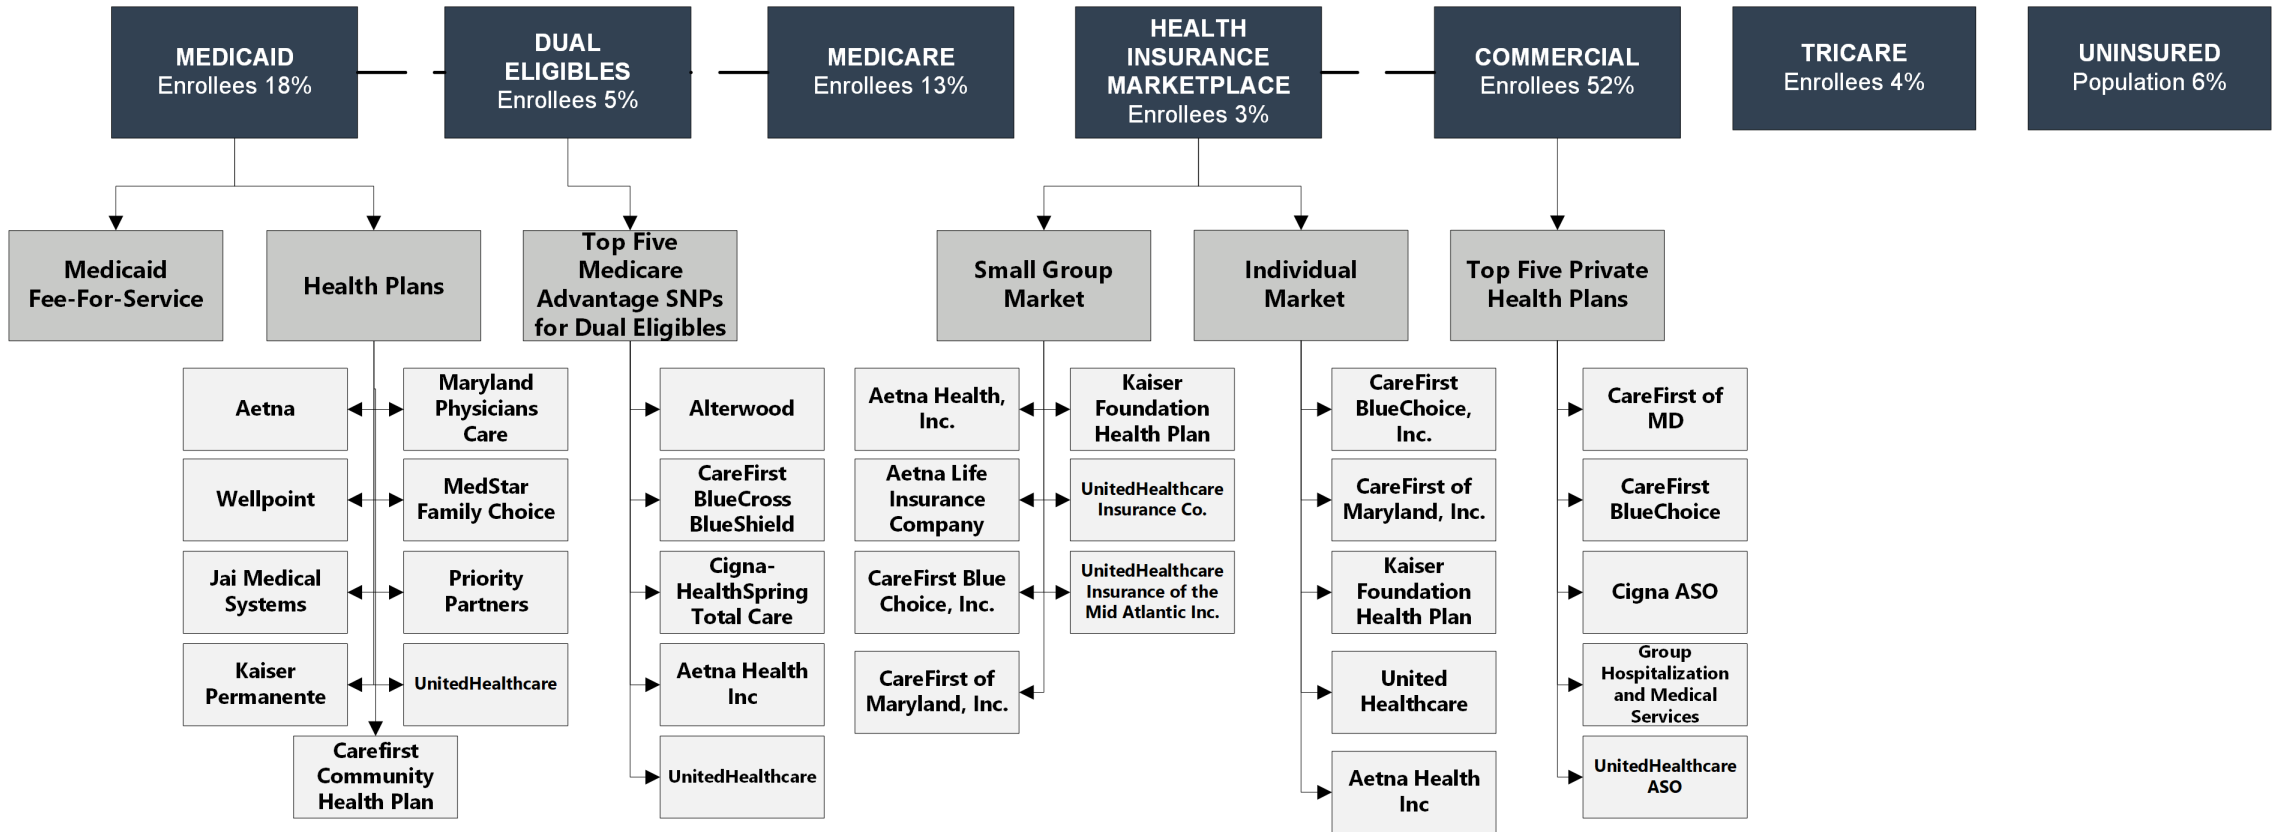 MEDICAID
Enrollees 18%
DUAL
ELIGIBLES
Enrollees 5%
MEDICARE
Enrollees 13%
HEALTH
INSURANCE
MARKETPLACE
Enrollees 3%
COMMERCIAL
Enrollees 52%
TRICARE
Enrollees 4%
UNINSURED
Population 6%
Medicaid
Fee-For-Service
Health Plans
Top Five
Medicare
Advantage SNPs
for Dual Eligibles
Small Group
Market
Individual
Market
Top Five Private
Health Plans
Aetna
Maryland
Physicians
Care
Wellpoint
MedStar
Family Choice
Jai Medical
Systems
Priority
Partners
Kaiser
Permanente
UnitedHealthcare
Carefirst
Community
Health Plan
Alterwood
CareFirst
BlueCross
BlueShield
Cigna-
HealthSpring
Total Care
Aetna Health
Inc
UnitedHealthcare
Aetna Health,
Inc.
Kaiser
Foundation
Health Plan
Aetna Life
Insurance
Company
UnitedHealthcare
Insurance Co.
CareFirst Blue
Choice, Inc.
UnitedHealthcare
Insurance of the
Mid Atlantic Inc.
CareFirst of
Maryland, Inc.
CareFirst
BlueChoice,
Inc.
CareFirst of
Maryland, Inc.
Kaiser
Foundation
Health Plan
United
Healthcare
Aetna Health
Inc
CareFirst of
MD
CareFirst
BlueChoice
Cigna ASO
Group
Hospitalization
and Medical
Services
UnitedHealthcare
ASO